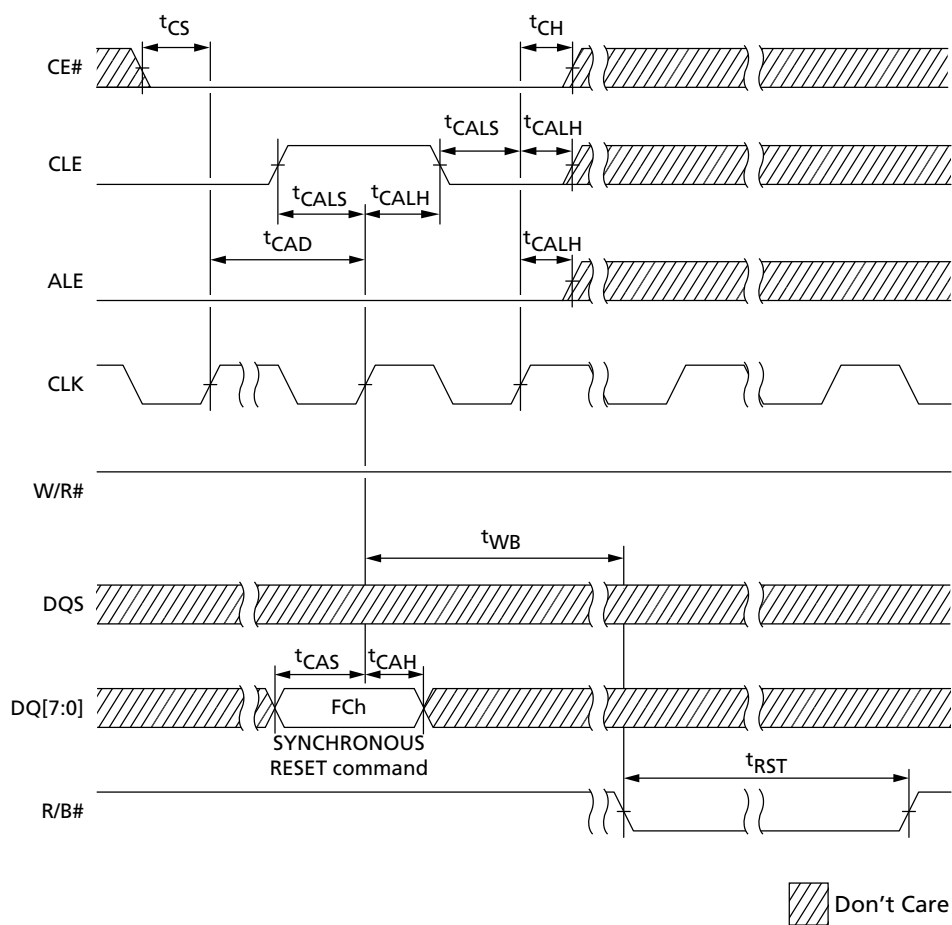 tCS
tCH
CE#
tCALS
tCALH
CLE
tCALS
tCALH
tCAD
tCALH
ALE
CLK
W/R#
tWB
DQS
tCAS
tCAH
DQ[7:0]
FCh
SYNCHRONOUS
RESET command
tRST
R/B#
Don't Care